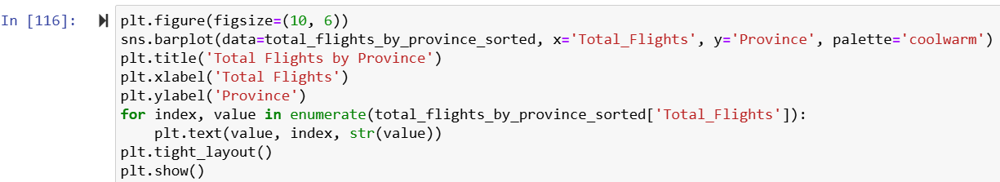 In [116]:
plt.figure(figsize=(10, 6))
sns.barplot(data=total_flights_by_province_sorted, x='Total_Flights', y='Province', palette='coolwarm')
plt.title('Total Flights by Province')
plt.xlabel('Total Flights')
plt.ylabel('Province')
for index, value in enumerate(total_flights_by_province_sorted['Total_Flights']):
    plt.text(value, index, str(value))
plt.tight_layout()
plt.show()